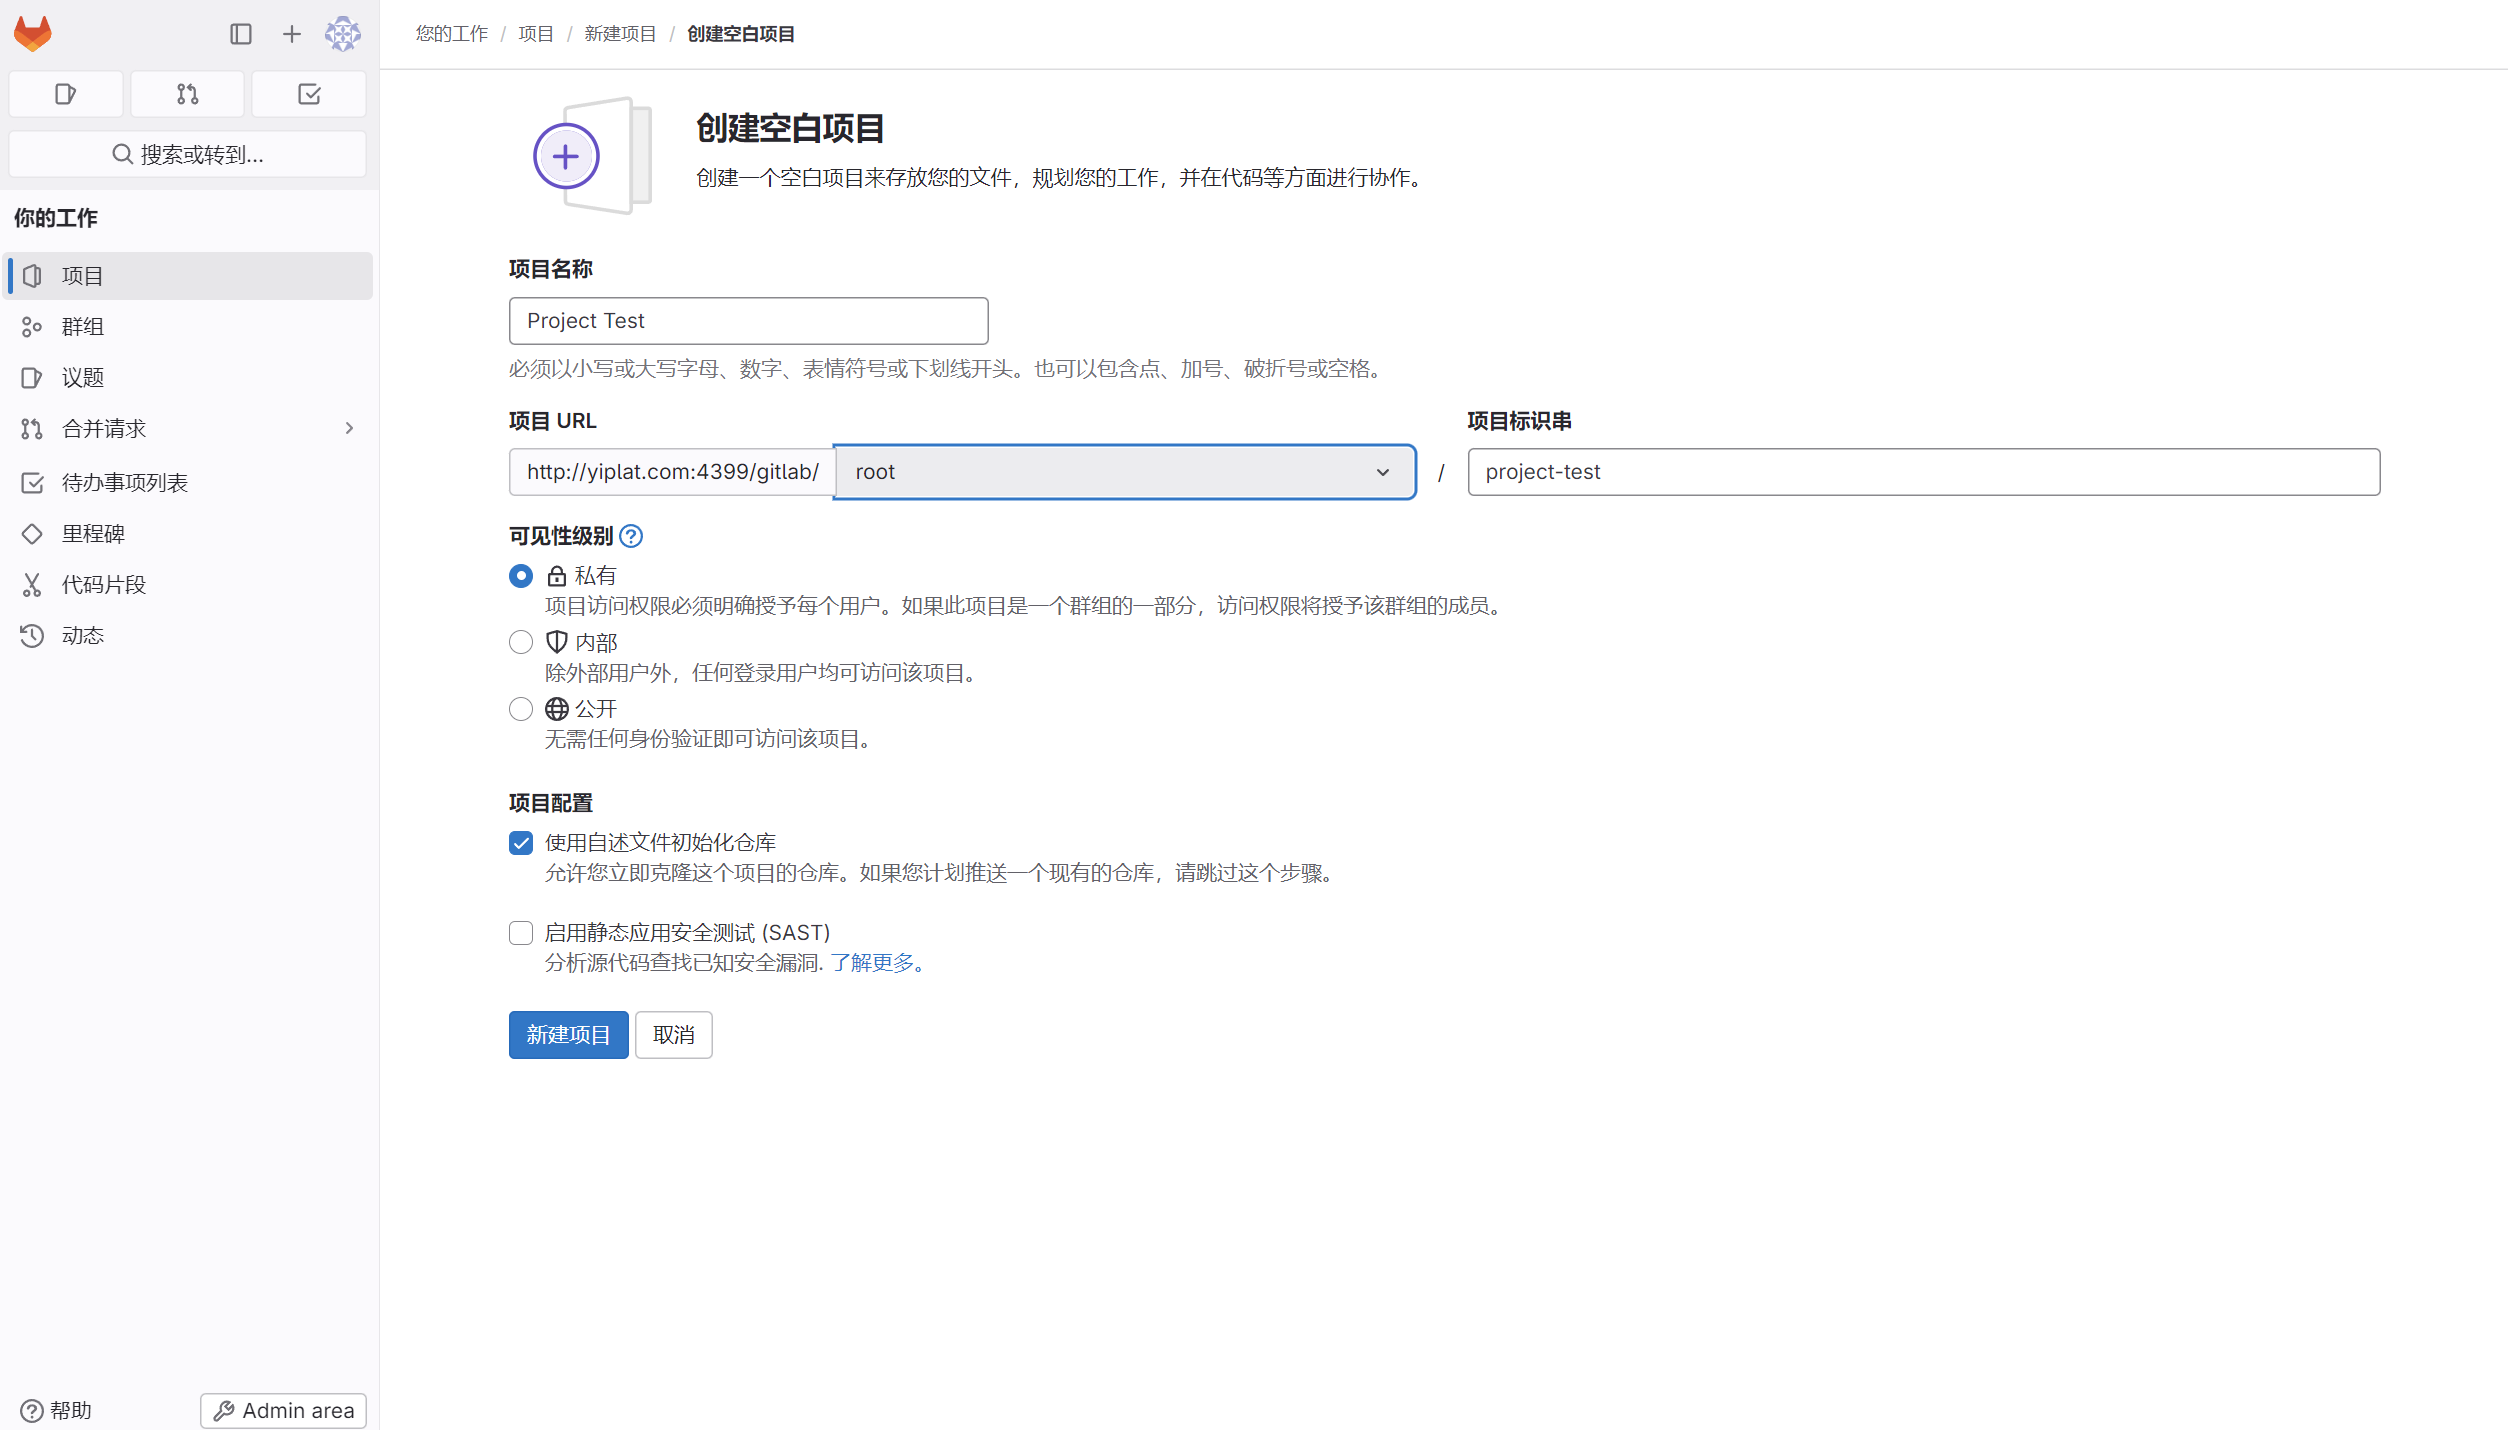 您的工作 / 项目 / 新建项目 / 创建空白项目
搜索或转到...
你的工作
项目
群组
议题
合并请求
待办事项列表
里程碑
代码片段
动态
帮助
Admin area
创建空白项目
创建一个空白项目来存放您的文件，规划您的工作，并在代码等方面进行协作。
项目名称
Project Test
必须以小写或大写字母、数字、表情符号或下划线开头。也可以包含点、加号、破折号或空格。
项目 URL
项目标识串
http://yiplat.com:4399/gitlab/ root / project-test
可见性级别
私有
项目访问权限必须明确授予每个用户。如果此项目是一个群组的一部分，访问权限将授予该群组的成员。
内部
除外部用户外，任何登录用户均可访问该项目。
公开
无需任何身份验证即可访问该项目。
项目配置
使用自述文件初始化仓库
允许您立即克隆这个项目的仓库。如果您计划推送一个现有的仓库，请跳过这个步骤。
启用静态应用安全测试 (SAST)
分析源代码查找已知安全漏洞. 了解更多。
新建项目 取消